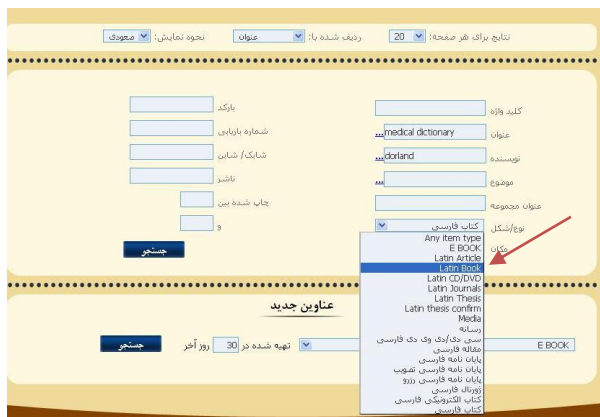 نتایج برای هر صفحه: 20 ردیف شده با: عنوان نحوه نمایش: صعودی
کلید واژه
بارکد
عنوان medical dictionary ...
شماره بازیابی
نویسنده dorland ...
شابک/ شاپن
موضوع ...
ناشر
عنوان مجموعه
چاپ شده بین
نوع/شکل کتاب فارسی
و
مکان
جستجو
Any item type
E BOOK
Latin Article
Latin Book
Latin CD/DVD
Latin Journals
Latin Thesis
Latin thesis confirm
Media
رسانه
سی دی/دی وی دی فارسی
مقاله فارسی
پایان نامه فارسی
پایان نامه فارسی تصویب
پایان نامه فارسی رزرو
ژورنال فارسی
کتاب الکترونیکی فارسی
کتاب فارسی
عناوین جدید
E BOOK تهیه شده در 30 روز آخر جستجو